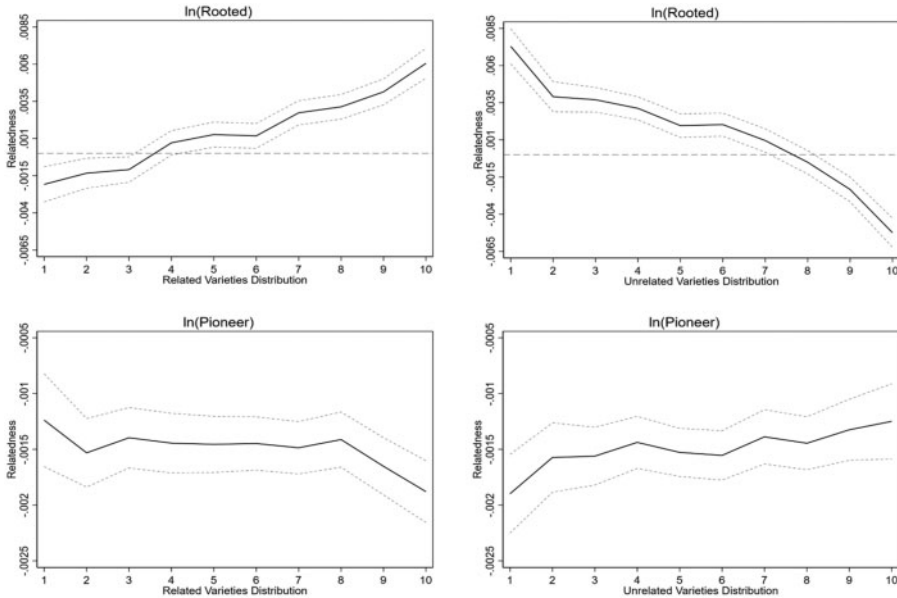 ln(Rooted)
Relatedness
.0085
.006
.0035
.001
-.0015
-.004
-.0065
1 2 3 4 5 6 7 8 9 10
Related Varieties Distribution
ln(Rooted)
Relatedness
.0085
.006
.0035
.001
-.0015
-.004
-.0065
1 2 3 4 5 6 7 8 9 10
Unrelated Varieties Distribution
ln(Pioneer)
Relatedness
-.0005
-.001
-.0015
-.002
-.0025
1 2 3 4 5 6 7 8 9 10
Related Varieties Distribution
ln(Pioneer)
Relatedness
-.0005
-.001
-.0015
-.002
-.0025
1 2 3 4 5 6 7 8 9 10
Unrelated Varieties Distribution